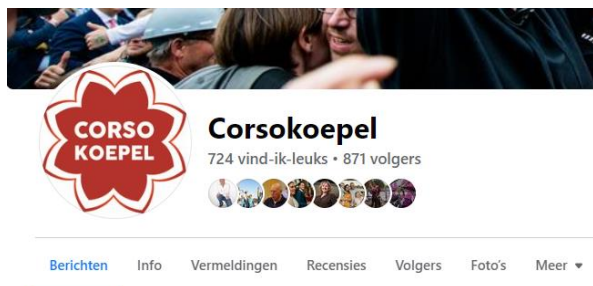 CORSO
KOEPEL
Corsokoepel
724 vind-ik-leuks • 871 volgers
Berichten Info Vermeldingen Recensies Volgers Foto's Meer